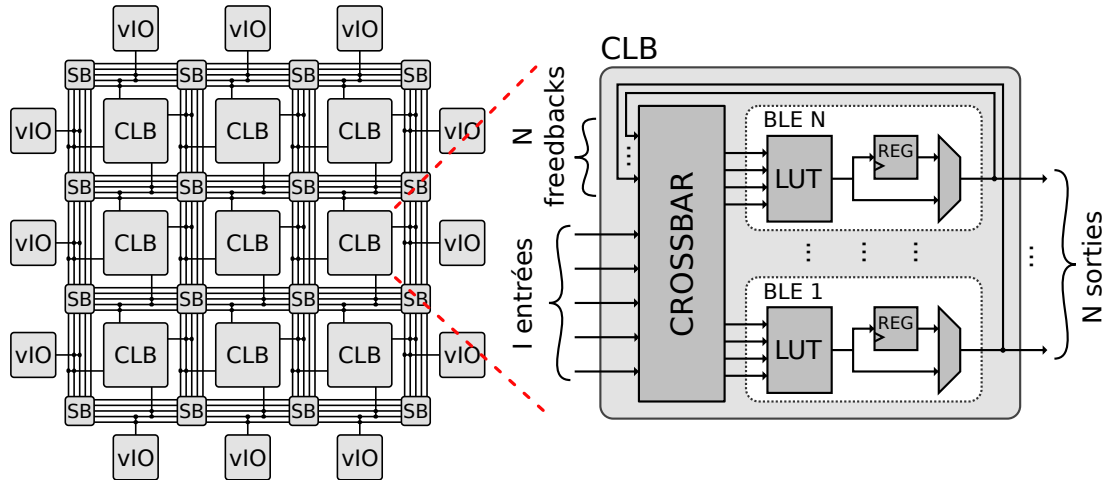 vIO vIO vIO
SB SB SB SB
vIO CLB CLB CLB vIO
SB SB SB SB
vIO CLB CLB CLB vIO
SB SB SB SB
vIO CLB CLB CLB vIO
SB SB SB SB
vIO vIO vIO
CLB
N
freedbacks
I entrées
CROSSBAR
BLE N
LUT
REG
BLE 1
LUT
REG
N sorties